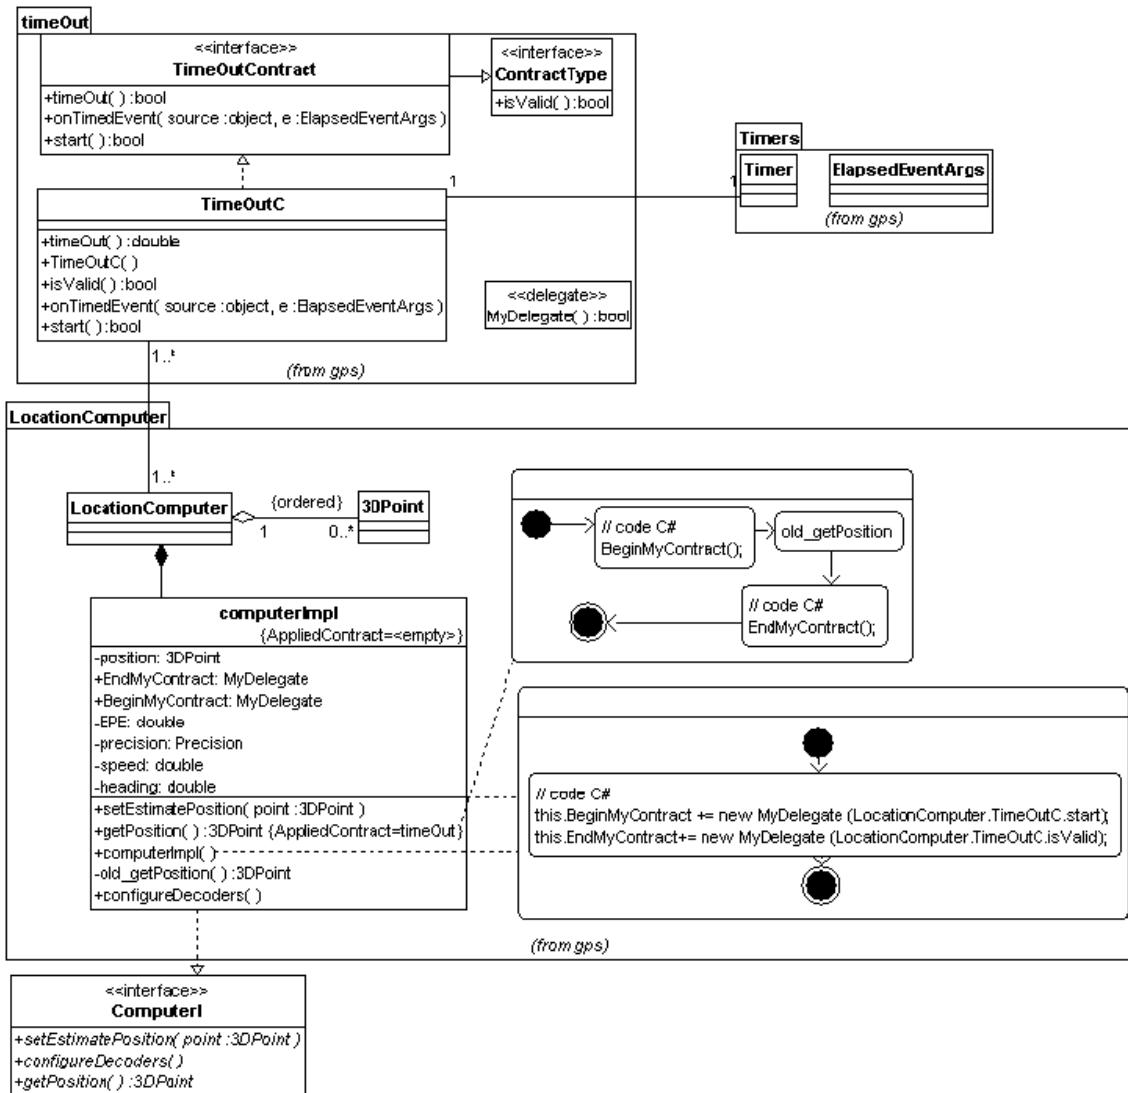 timeOut
<<interface>>
TimeOutContract
+timeOut( ) :bool
+onTimedEvent( source :object, e :ElapsedEventArgs )
+start( ) :bool
<<interface>>
ContractType
+isValid( ) :bool
Timers
Timer
ElapsedEventArgs
(from gps)
1
1
TimeOutC
+timeOut( ) :double
+TimeOutC( )
+isValid( ) :bool
+onTimedEvent( source :object, e :ElapsedEventArgs )
+start( ) :bool
<<delegate>>
MyDelegate( ) :bool
1..*
(from gps)
LocationComputer
1..*
LocationComputer
{ordered}
1
0..*
3DPoint
// code C#
BeginMyContract();
old_getPosition
// code C#
EndMyContract();
computerImpl
{AppliedContract=<empty>}
-position: 3DPoint
+EndMyContract: MyDelegate
+BeginMyContract: MyDelegate
-EPE: double
-precision: Precision
-speed: double
-heading: double
+setEstimatePosition( point :3DPoint )
+getPosition( ) :3DPoint {AppliedContract=timeOut}
+computerImpl( )
-old_getPosition( ) :3DPoint
+configureDecoders( )
// code C#
this.BeginMyContract += new MyDelegate (LocationComputer.TimeOutC.start);
this.EndMyContract+= new MyDelegate (LocationComputer.TimeOutC.isValid);
(from gps)
<<interface>>
ComputerI
+setEstimatePosition( point :3DPoint )
+configureDecoders( )
+getPosition( ) :3DPoint